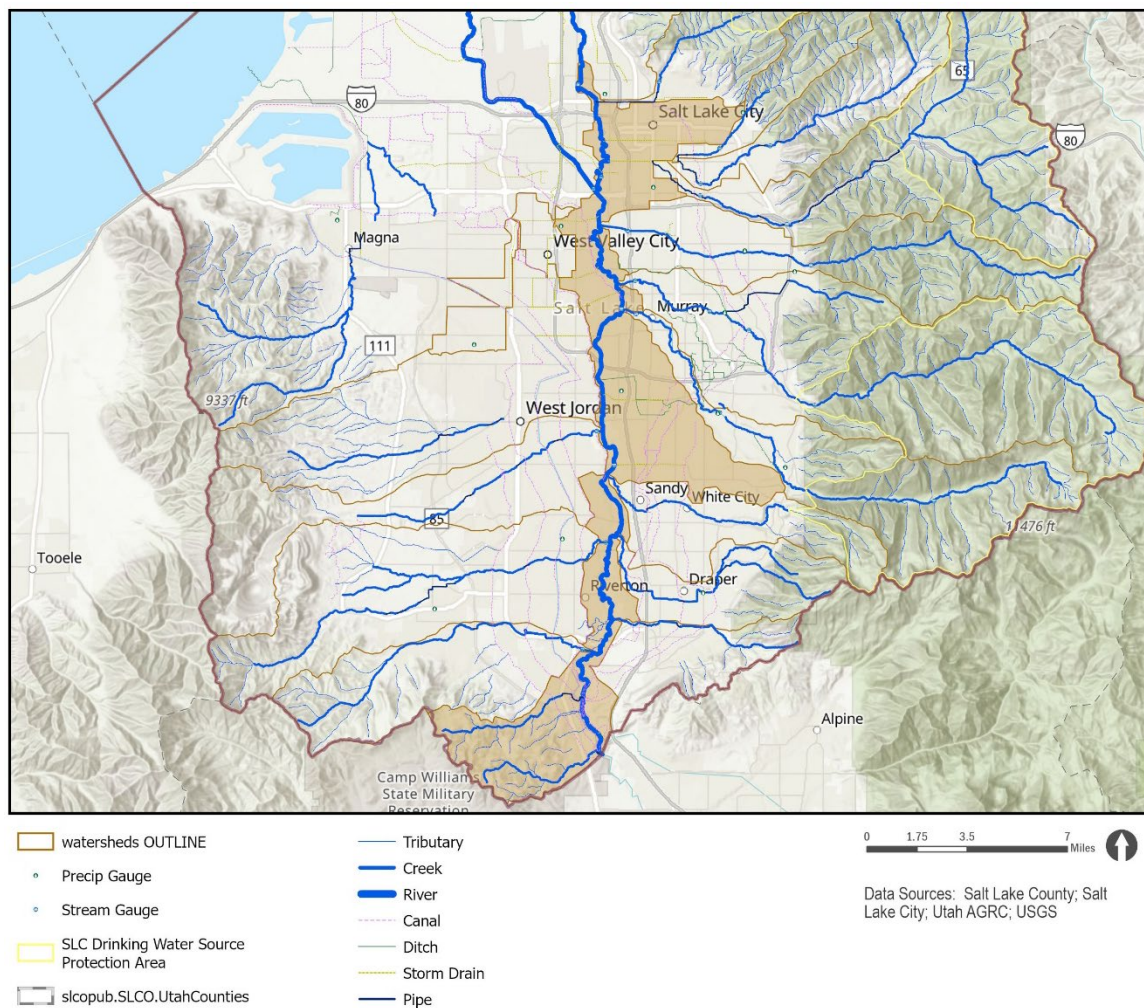 65
80
Salt Lake City
80
Magna
West Valley City
Salt Lake
Murray
111
9337 ft
West Jordan
Sandy
White City
85
11476 ft
Tooele
Riverton
Draper
Alpine
Camp Williams
State Military
Reservation
watersheds OUTLINE
Precip Gauge
Stream Gauge
SLC Drinking Water Source
Protection Area
slcopub.SLCO.UtahCounties
Tributary
Creek
River
Canal
Ditch
Storm Drain
Pipe
0 1.75 3.5 7
Miles
Data Sources: Salt Lake County; Salt
Lake City; Utah AGRC; USGS